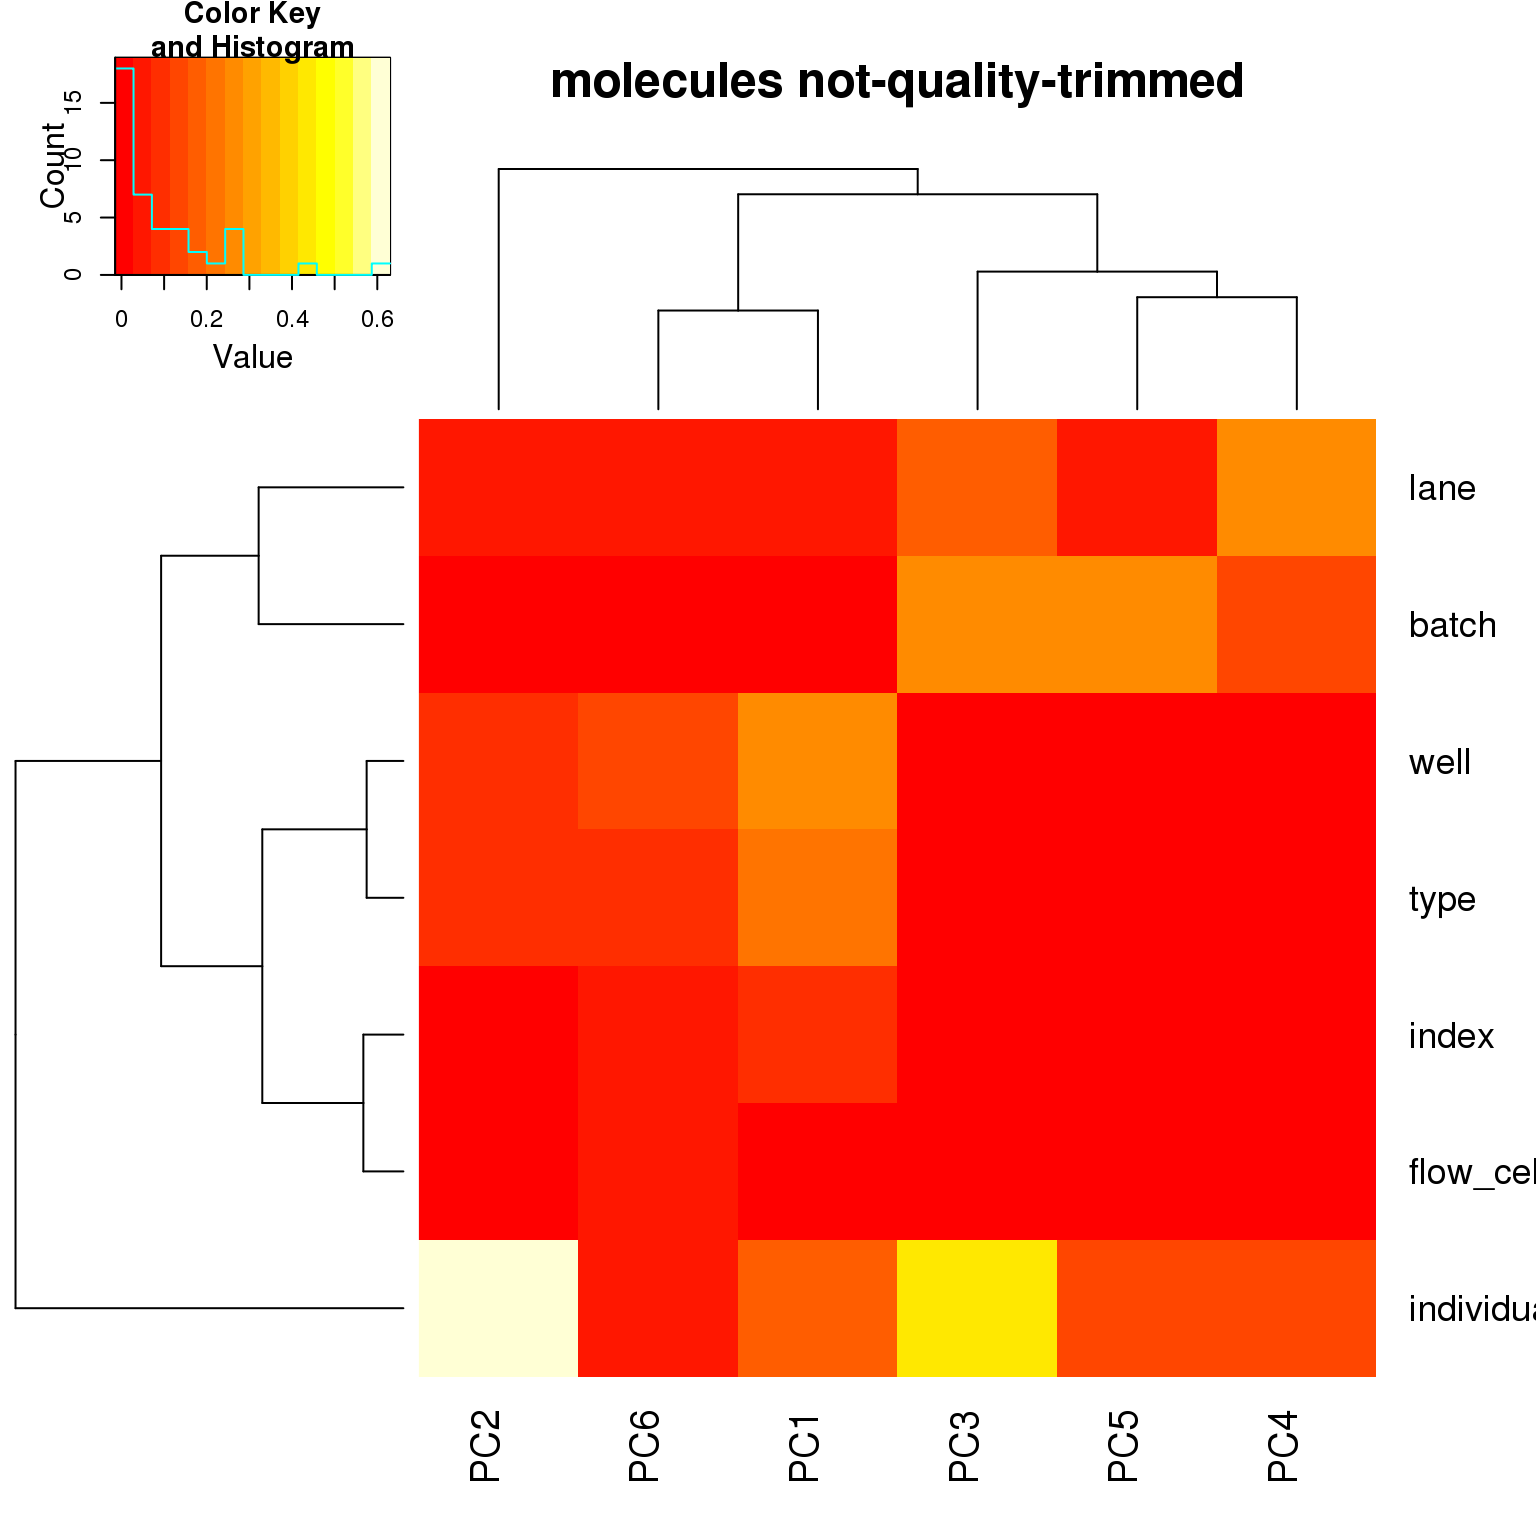 Color Key
and Histogram
Count
0
5
10
15
0
0.2
0.4
0.6
Value
molecules not-quality-trimmed
lane
batch
well
type
index
flow_cel
individua
PC2
PC6
PC1
PC3
PC5
PC4